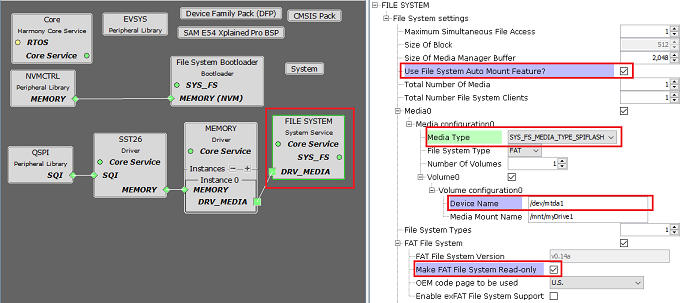 Core
Harmony Core Service
RTOS
Core Service
EVSYS
Peripheral Library
Device Family Pack (DFP)
CMSIS Pack
SAM E54 Xplained Pro BSP
NVMCTRL
Peripheral Library
MEMORY
File System Bootloader
Bootloader
SYS_FS
MEMORY (NVM)
System
QSPI
Peripheral Library
SQI
SST26
Driver
Core Service
SQI
MEMORY
MEMORY
Driver
Core Service
Instances
Instance 0
MEMORY
DRV_MEDIA
FILE SYSTEM
System Service
Core Service
SYS_FS
DRV_MEDIA
FILE SYSTEM
File System settings
Maximum Simultaneous File Access 1
Size Of Block 512
Size Of Media Manager Buffer 2,048
Use File System Auto Mount Feature?
Total Number Of Media 1
Total Number File System Clients 1
Media0
Media configuration0
Media Type SYS_FS_MEDIA_TYPE_SPIFLASH
File System Type FAT
Number Of Volumes 1
Volume0
Volume configuration0
Device Name /dev/mtda1
Media Mount Name /mnt/myDrive1
File System Types 1
FAT File System
FAT File System Version v0.14a
Make FAT File System Read-only
OEM code page to be used U.S.
Enable exFAT File System Support